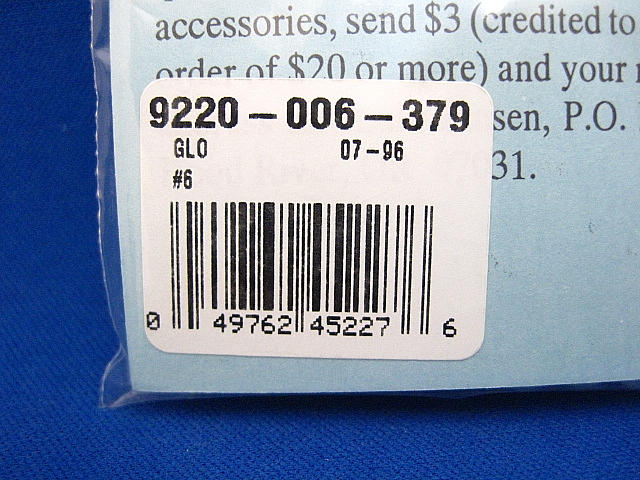 accessories, send $3 (credited to
order of $20 or more) and your
sen, P.O.
31.
9220-006-379
GLO 07-96
#6
0 49762 45227 6